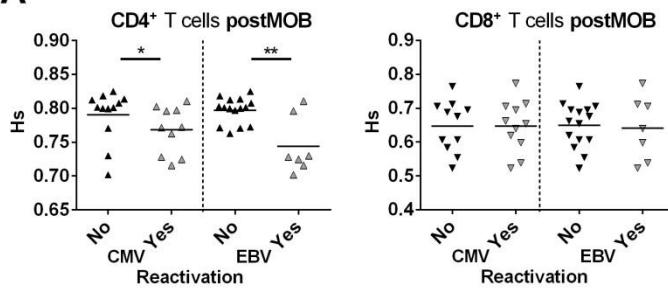 CD4+ T cells postMOB
* **
Hs
0.90
0.85
0.80
0.75
0.70
0.65
No Yes No Yes
CMV EBV
Reactivation
CD8+ T cells postMOB
Hs
0.9
0.8
0.7
0.6
0.5
0.4
No Yes No Yes
CMV EBV
Reactivation